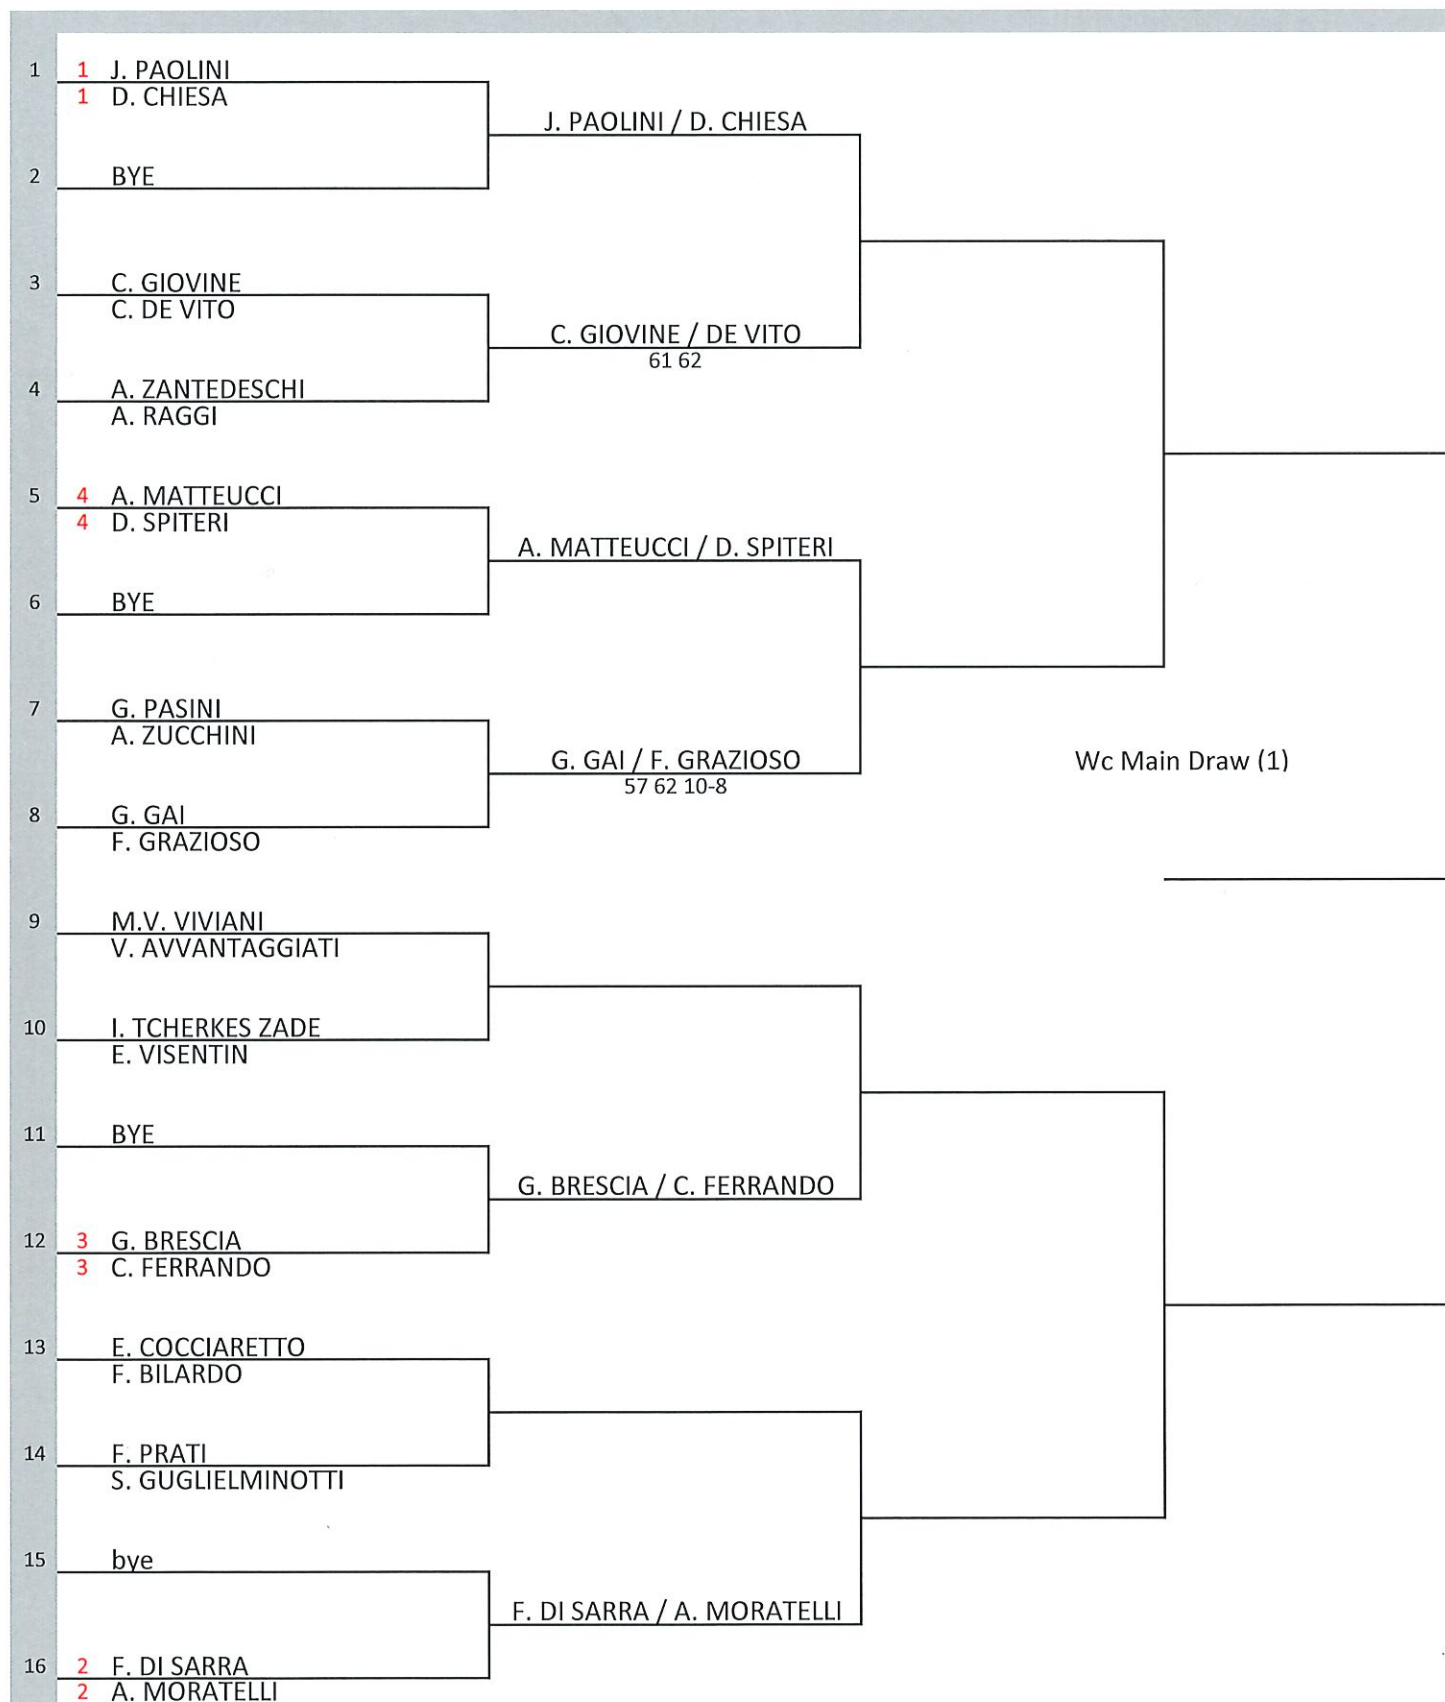 1 1 J. PAOLINI
1 D. CHIESA
J. PAOLINI / D. CHIESA
2 BYE
3 C. GIOVINE
C. DE VITO
C. GIOVINE / DE VITO
61 62
4 A. ZANTEDESCHI
A. RAGGI
5 4 A. MATTEUCCI
4 D. SPITERI
A. MATTEUCCI / D. SPITERI
6 BYE
7 G. PASINI
A. ZUCCHINI
G. GAI / F. GRAZIOSO
57 62 10-8
Wc Main Draw (1)
8 G. GAI
F. GRAZIOSO
9 M.V. VIVIANI
V. AVVANTAGGIATI
10 I. TCHERKES ZADE
E. VISENTIN
11 BYE
G. BRESCIA / C. FERRANDO
12 3 G. BRESCIA
3 C. FERRANDO
13 E. COCCIARETTO
F. BILARDO
14 F. PRATI
S. GUGLIELMINOTTI
15 bye
F. DI SARRA / A. MORATELLI
16 2 F. DI SARRA
2 A. MORATELLI